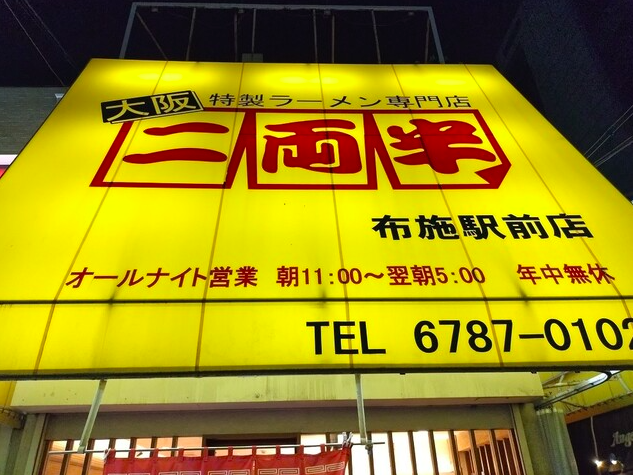 大阪 特製ラーメン専門店
二両半
布施駅前店
オールナイト営業 朝11:00～翌朝5:00 年中無休
TEL 6787-0102